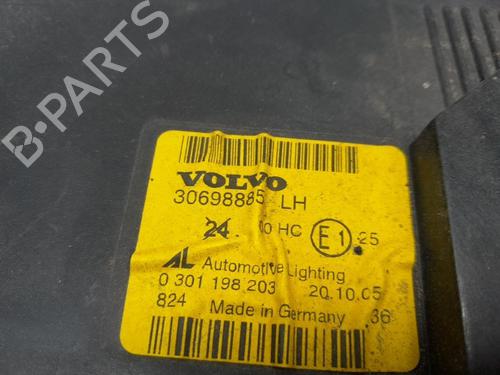 B-PARTS
VOLVO
30698885 LH
24 0 HC E1 25
AL Automotive Lighting
0 301 198 203 20.10.05
824 Made in Germany 36